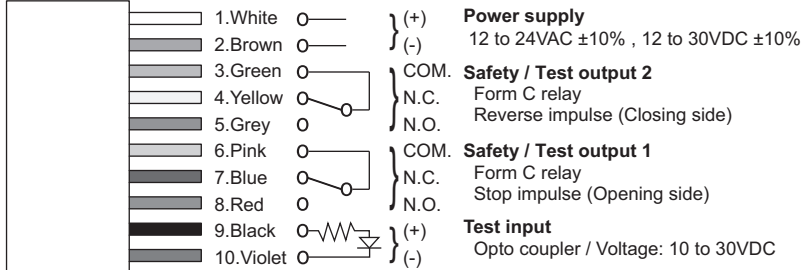 1.White (+) Power supply
2.Brown (-) 12 to 24VAC ±10% , 12 to 30VDC ±10%
3.Green COM. Safety / Test output 2
4.Yellow N.C. Form C relay
Reverse impulse (Closing side)
5.Grey N.O.
6.Pink COM. Safety / Test output 1
7.Blue N.C. Form C relay
Stop impulse (Opening side)
8.Red N.O.
9.Black (+) Test input
10.Violet (-) Opto coupler / Voltage: 10 to 30VDC